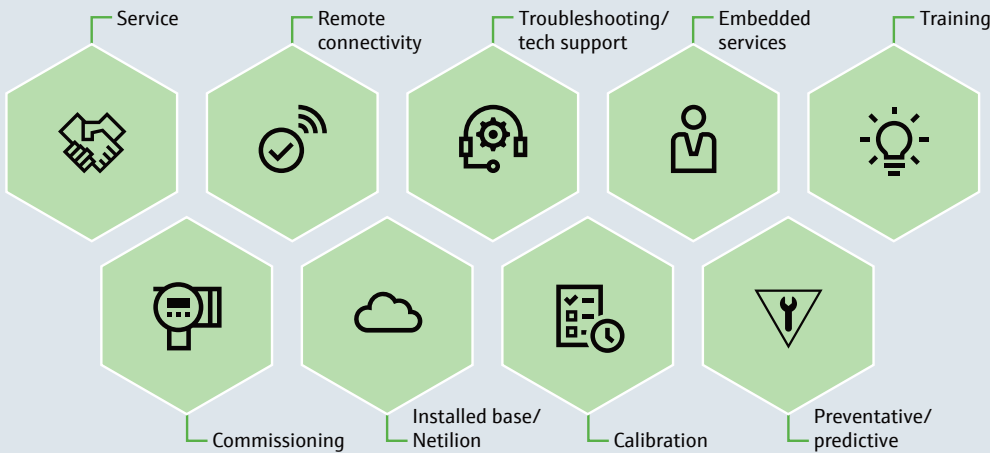 Service
Remote
connectivity
Troubleshooting/
tech support
Embedded
services
Training
Commissioning
Installed base/
Netilion
Calibration
Preventative/
predictive